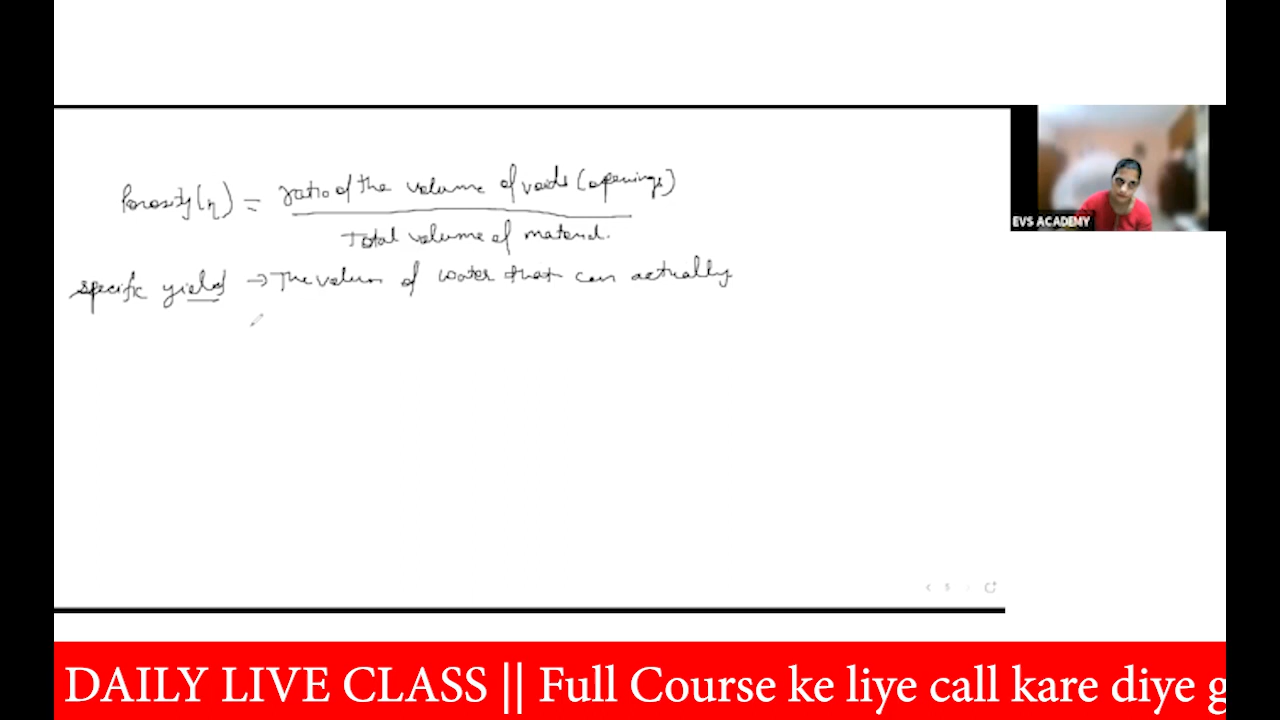 Porosity (η) = ratio of the volume of voids (openings)
Total volume of material.
specific yield → The volum of water that can actually
EVS ACADEMY
DAILY LIVE CLASS || Full Course ke liye call kare diye g